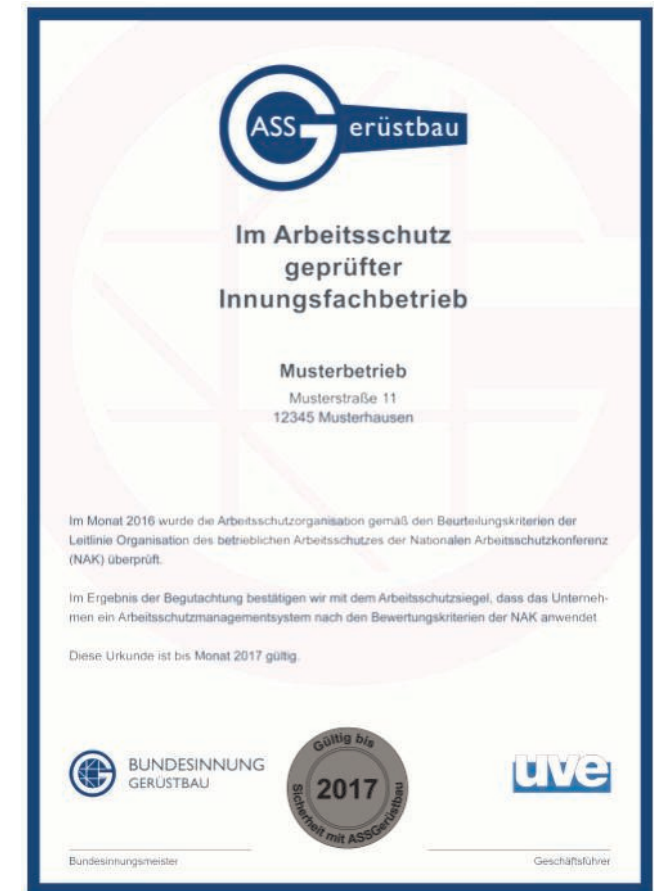 ASS Gerüstbau
Im Arbeitsschutz
geprüfter
Innungsfachbetrieb
Musterbetrieb
Musterstraße 11
12345 Musterhausen
Im Monat 2016 wurde die Arbeitsschutzorganisation gemäß den Beurteilungskriterien der
Leitlinie Organisation des betrieblichen Arbeitsschutzes der Nationalen Arbeitsschutzkonferenz
(NAK) überprüft.
Im Ergebnis der Begutachtung bestätigen wir mit dem Arbeitsschutzsiegel, dass das Unterneh-
men ein Arbeitsschutzmanagementsystem nach den Bewertungskriterien der NAK anwendet
Diese Urkunde ist bis Monat 2017 gültig.
BUNDESINNUNG
GERÜSTBAU
Gültig bis
2017
Sicherheit mit ASSGerüstbau
uve
Bundesinnungsmeister
Geschäftsführer